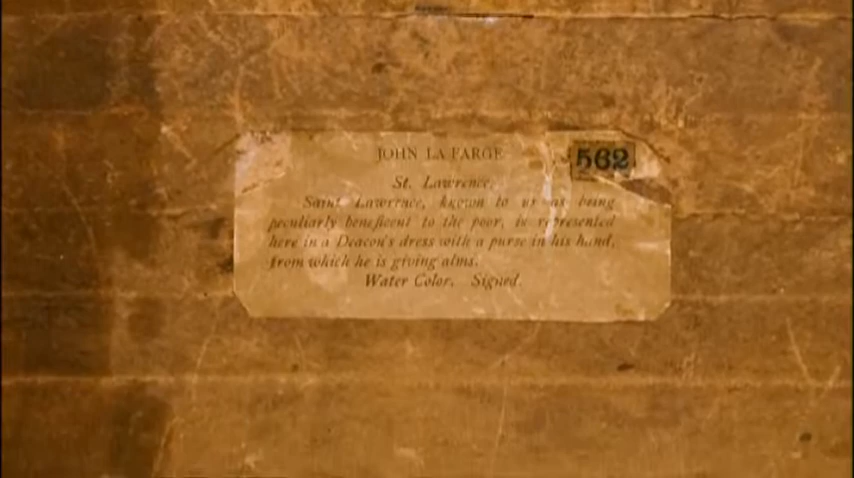 JOHN LA FARGE
562
St. Lawrence.
Saint Lawrence, known to us as being
peculiarly beneficent to the poor, is represented
here in a Deacon's dress with a purse in his hand,
from which he is giving alms.
Water Color. Signed.